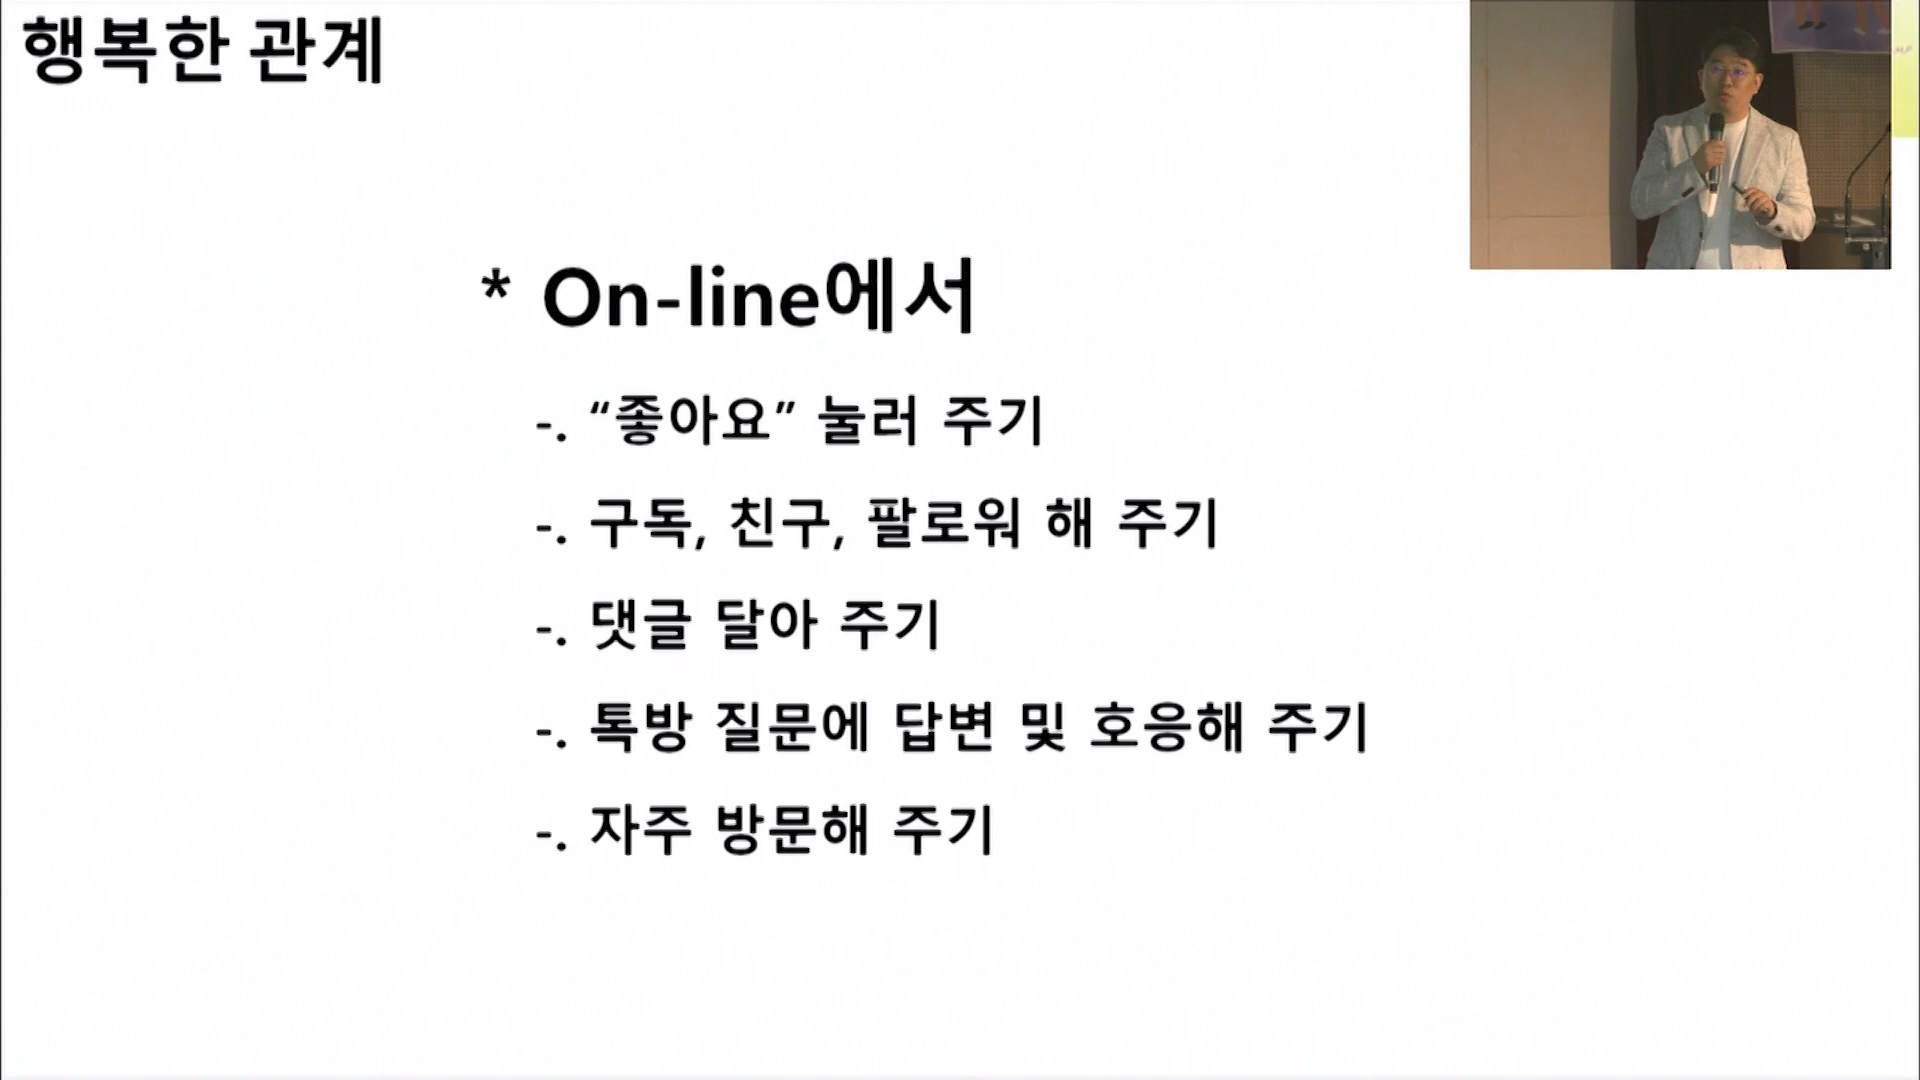 행복한 관계
* On-line에서
-. “좋아요” 눌러 주기
-. 구독, 친구, 팔로워 해 주기
-. 댓글 달아 주기
-. 톡방 질문에 답변 및 호응해 주기
-. 자주 방문해 주기